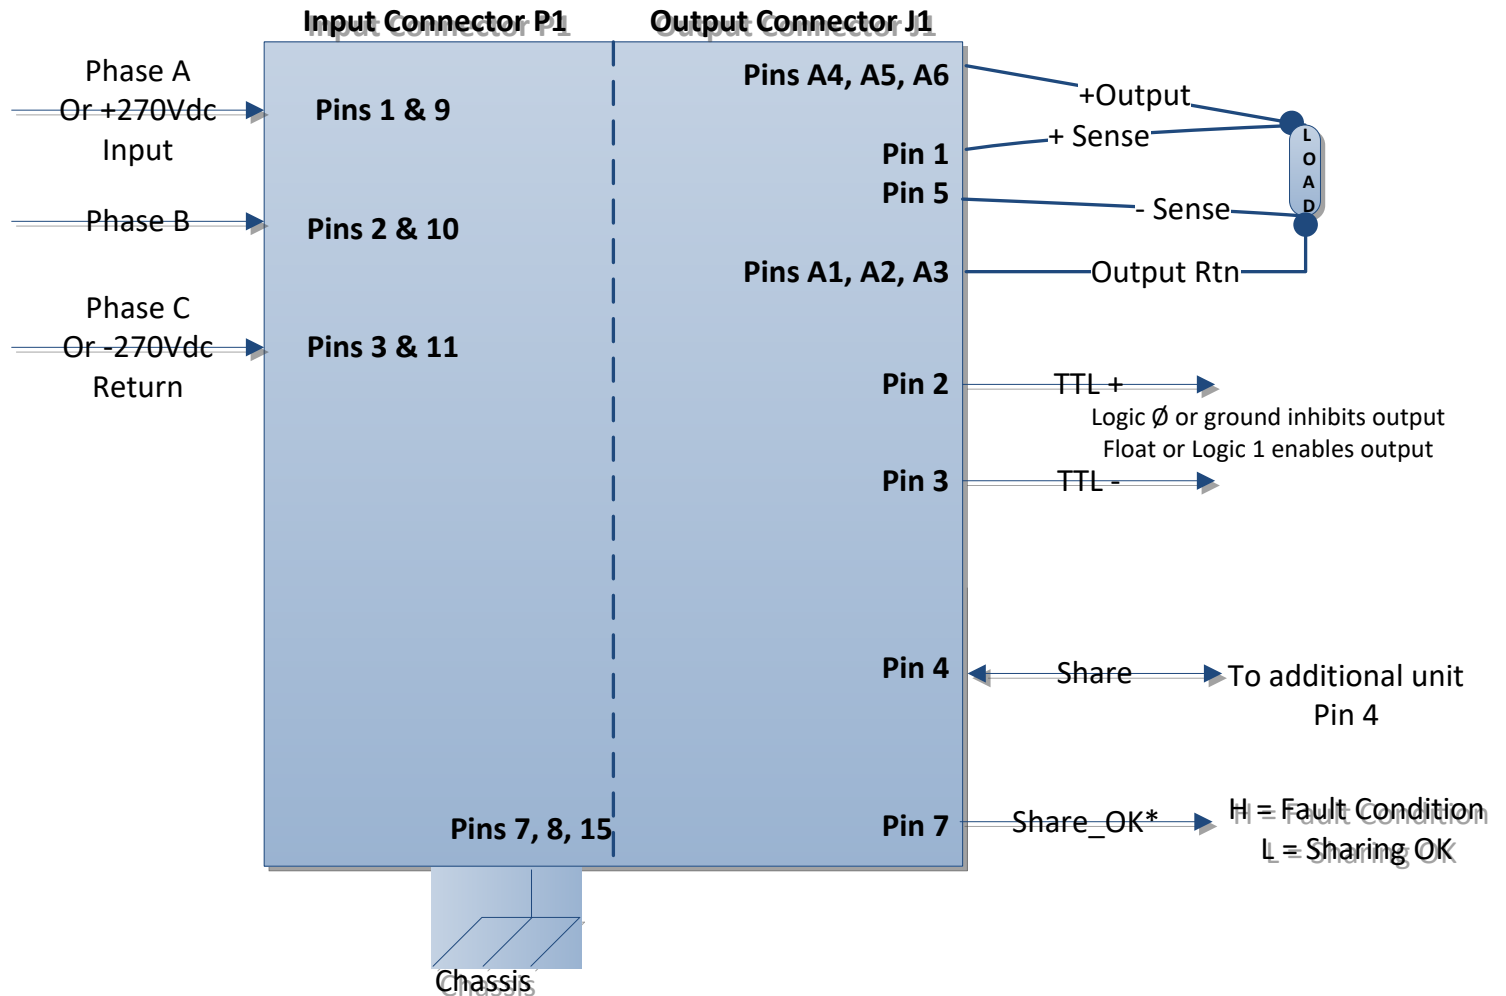 Input Connector P1
Output Connector J1
Phase A
Or +270Vdc
Input
Pins 1 & 9
Phase B
Pins 2 & 10
Phase C
Or -270Vdc
Return
Pins 3 & 11
Pins 7, 8, 15
Chassis
Pins A4, A5, A6
+Output
Pin 1
+ Sense
L
O
A
D
Pin 5
- Sense
Pins A1, A2, A3
Output Rtn
Pin 2
TTL +
Logic Ø or ground inhibits output
Float or Logic 1 enables output
Pin 3
TTL -
Pin 4
Share
To additional unit
Pin 4
Pin 7
Share_OK*
H = Fault Condition
L = Sharing OK